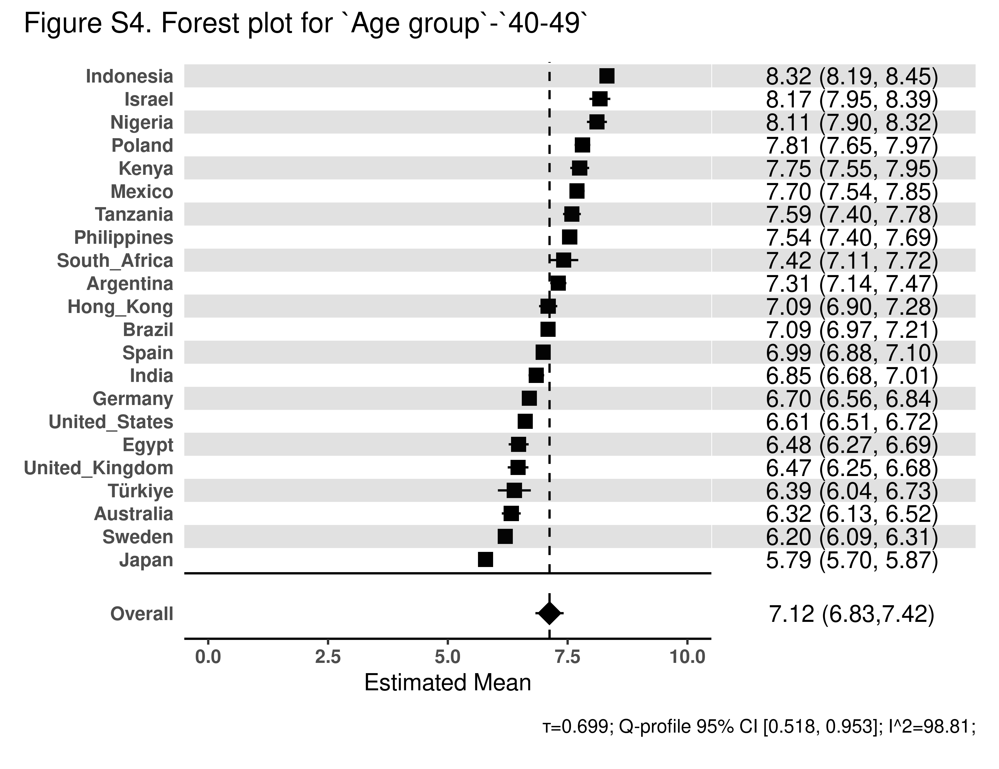 Figure S4. Forest plot for `Age group`-`40-49`
Indonesia 8.32 (8.19, 8.45)
Israel 8.17 (7.95, 8.39)
Nigeria 8.11 (7.90, 8.32)
Poland 7.81 (7.65, 7.97)
Kenya 7.75 (7.55, 7.95)
Mexico 7.70 (7.54, 7.85)
Tanzania 7.59 (7.40, 7.78)
Philippines 7.54 (7.40, 7.69)
South_Africa 7.42 (7.11, 7.72)
Argentina 7.31 (7.14, 7.47)
Hong_Kong 7.09 (6.90, 7.28)
Brazil 7.09 (6.97, 7.21)
Spain 6.99 (6.88, 7.10)
India 6.85 (6.68, 7.01)
Germany 6.70 (6.56, 6.84)
United_States 6.61 (6.51, 6.72)
Egypt 6.48 (6.27, 6.69)
United_Kingdom 6.47 (6.25, 6.68)
Türkiye 6.39 (6.04, 6.73)
Australia 6.32 (6.13, 6.52)
Sweden 6.20 (6.09, 6.31)
Japan 5.79 (5.70, 5.87)
Overall 7.12 (6.83,7.42)
0.0 2.5 5.0 7.5 10.0
Estimated Mean
τ=0.699; Q-profile 95% CI [0.518, 0.953]; I^2=98.81;